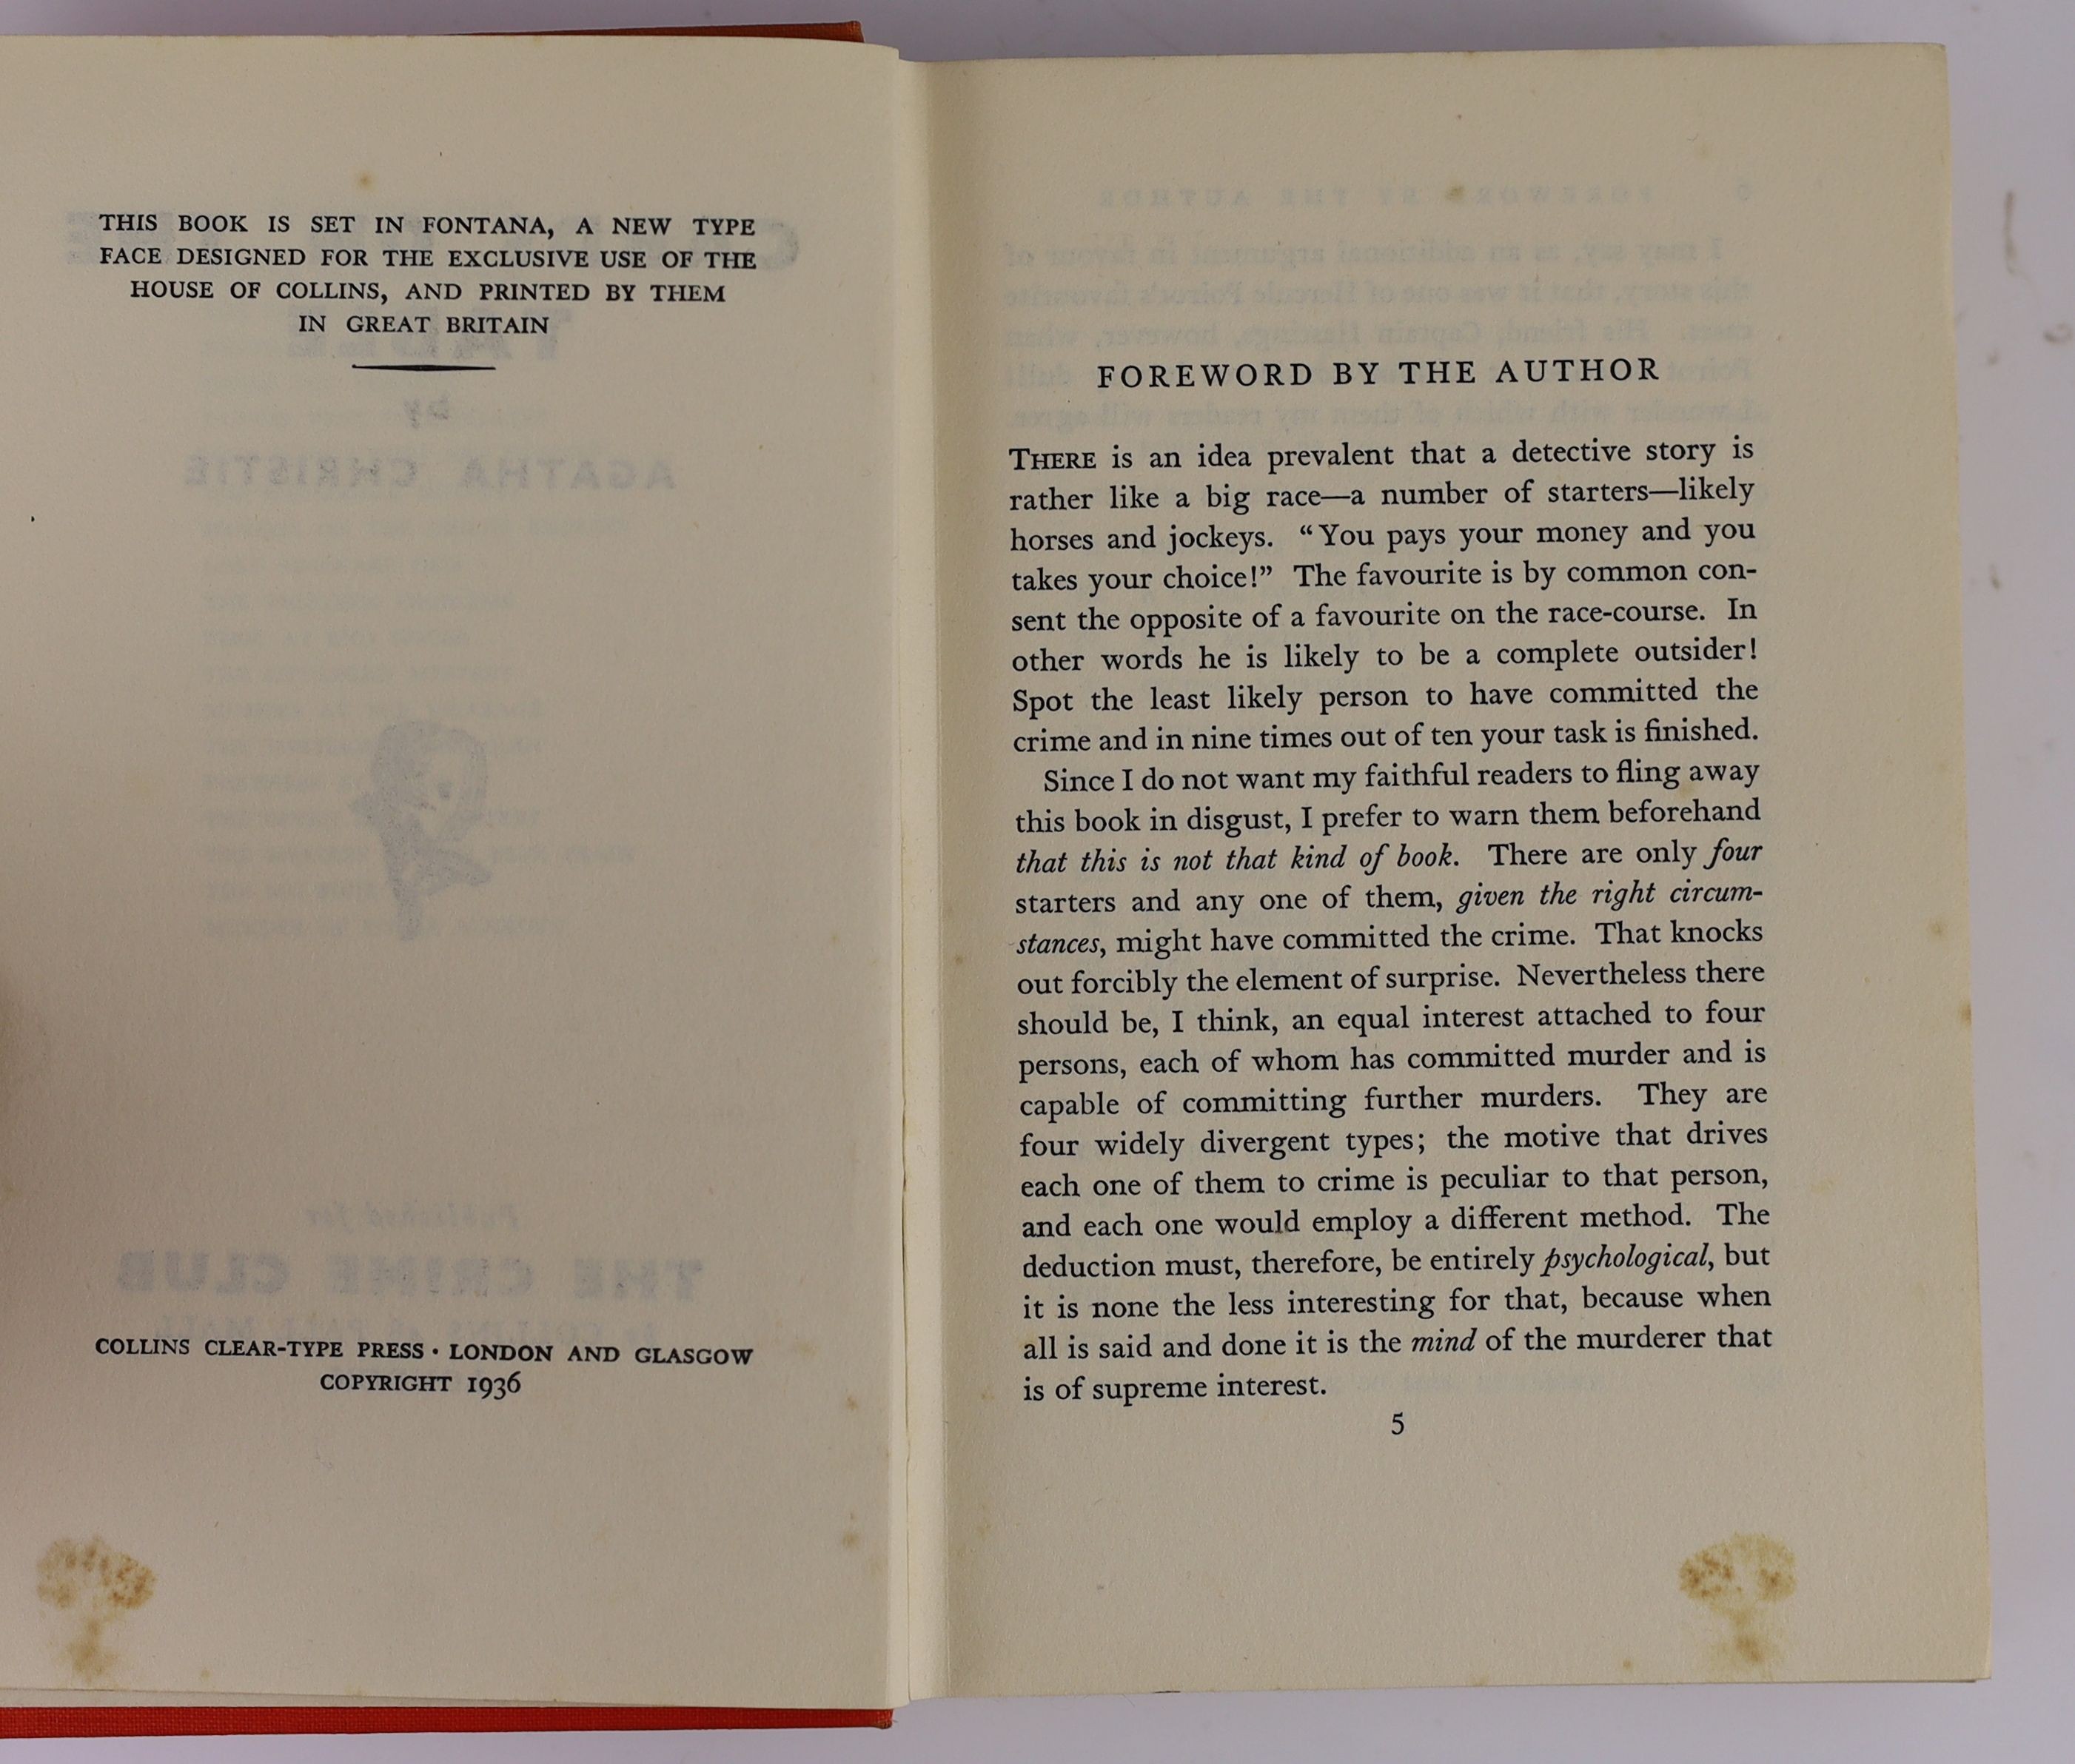 THIS BOOK IS SET IN FONTANA, A NEW TYPE
FACE DESIGNED FOR THE EXCLUSIVE USE OF THE
HOUSE OF COLLINS, AND PRINTED BY THEM
IN GREAT BRITAIN
COLLINS CLEAR-TYPE PRESS · LONDON AND GLASGOW
COPYRIGHT 1936
FOREWORD BY THE AUTHOR
THERE is an idea prevalent that a detective story is
rather like a big race—a number of starters—likely
horses and jockeys. “You pays your money and you
takes your choice!” The favourite is by common con-
sent the opposite of a favourite on the race-course. In
other words he is likely to be a complete outsider!
Spot the least likely person to have committed the
crime and in nine times out of ten your task is finished.
Since I do not want my faithful readers to fling away
this book in disgust, I prefer to warn them beforehand
that this is not that kind of book. There are only four
starters and any one of them, given the right circum-
stances, might have committed the crime. That knocks
out forcibly the element of surprise. Nevertheless there
should be, I think, an equal interest attached to four
persons, each of whom has committed murder and is
capable of committing further murders. They are
four widely divergent types; the motive that drives
each one of them to crime is peculiar to that person,
and each one would employ a different method. The
deduction must, therefore, be entirely psychological, but
it is none the less interesting for that, because when
all is said and done it is the mind of the murderer that
is of supreme interest.
5